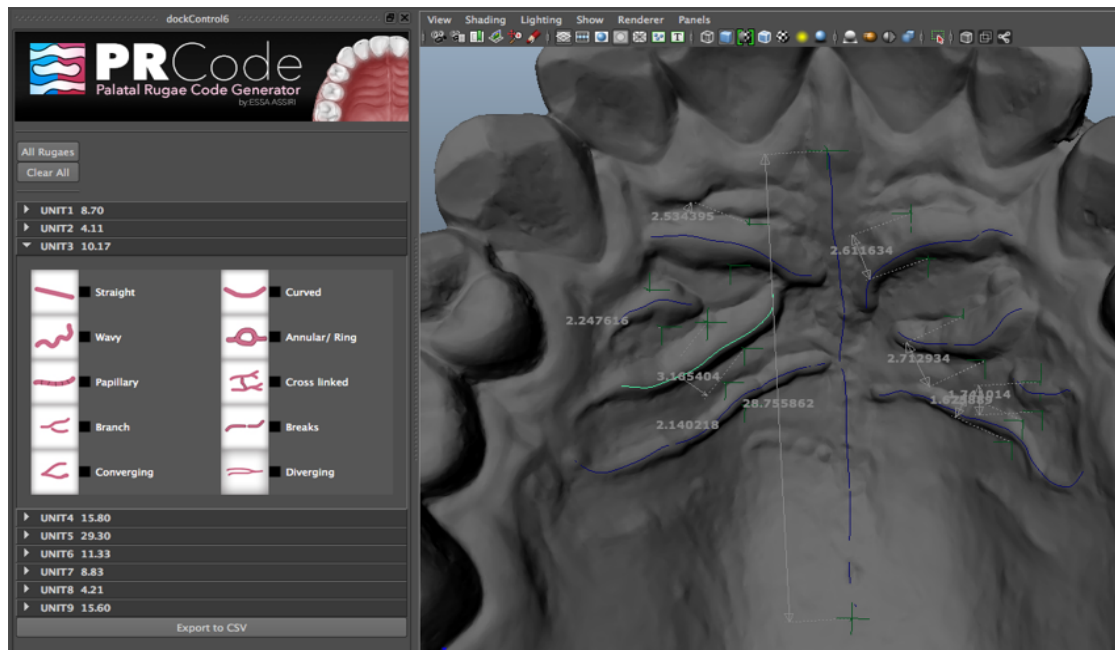 dockControl6
PRCode
Palatal Rugae Code Generator
by:ESSA ASSIRI
All Rugaes
Clear All
UNIT1 8.70
UNIT2 4.11
UNIT3 10.17
Straight
Curved
Wavy
Annular/ Ring
Papillary
Cross linked
Branch
Breaks
Converging
Diverging
UNIT4 15.80
UNIT5 29.30
UNIT6 11.33
UNIT7 8.83
UNIT8 4.21
UNIT9 15.60
Export to CSV
View Shading Lighting Show Renderer Panels
2.534395
2.611634
2.247616
2.712934
28.755862
2.140218